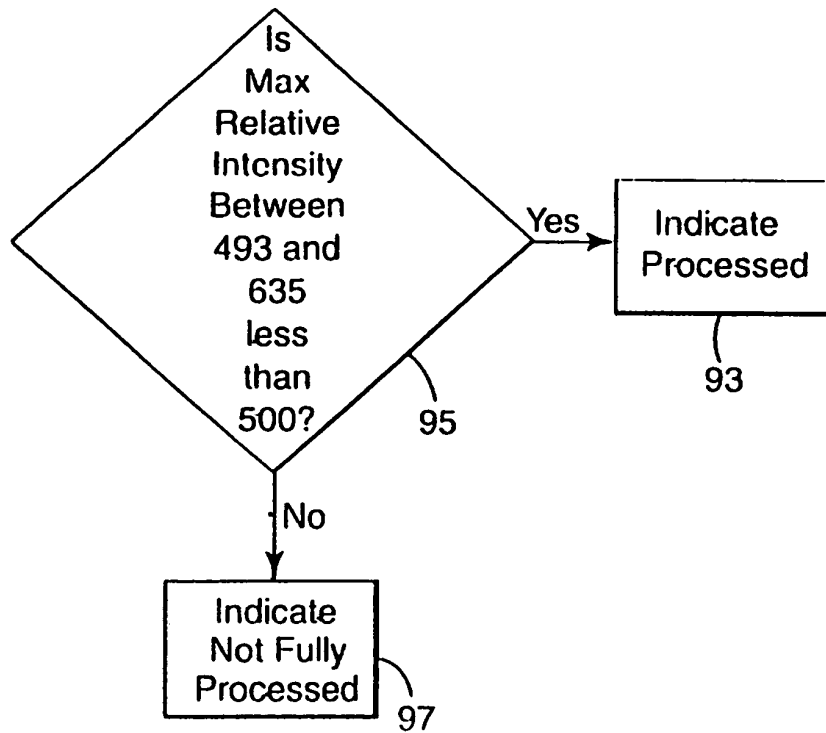 Is
Max
Relative
Intensity
Between
493 and
635
less
than
500?
95
Yes
Indicate
Processed
93
No
Indicate
Not Fully
Processed
97